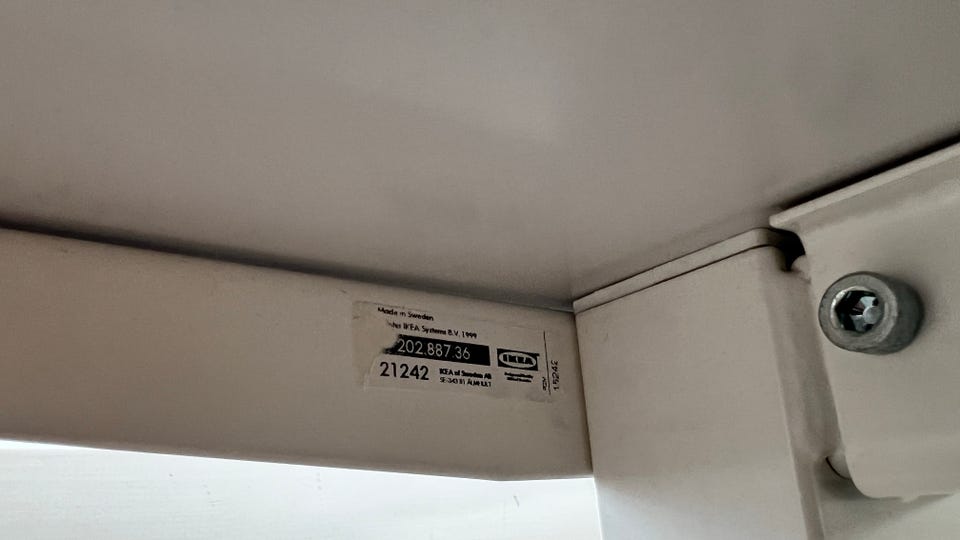 Made in Sweden
Inter IKEA Systems B.V. 1999
202.887.36
21242
IKEA of Sweden AB
SE-343 81 ÄLMHULT
IKEA
15242